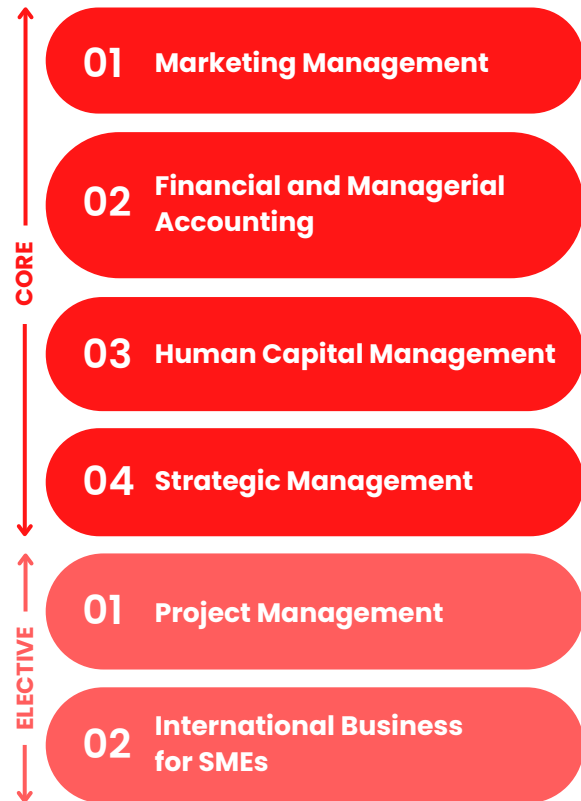 CORE
01 Marketing Management
02 Financial and Managerial
Accounting
03 Human Capital Management
04 Strategic Management
ELECTIVE
01 Project Management
02 International Business
for SMEs